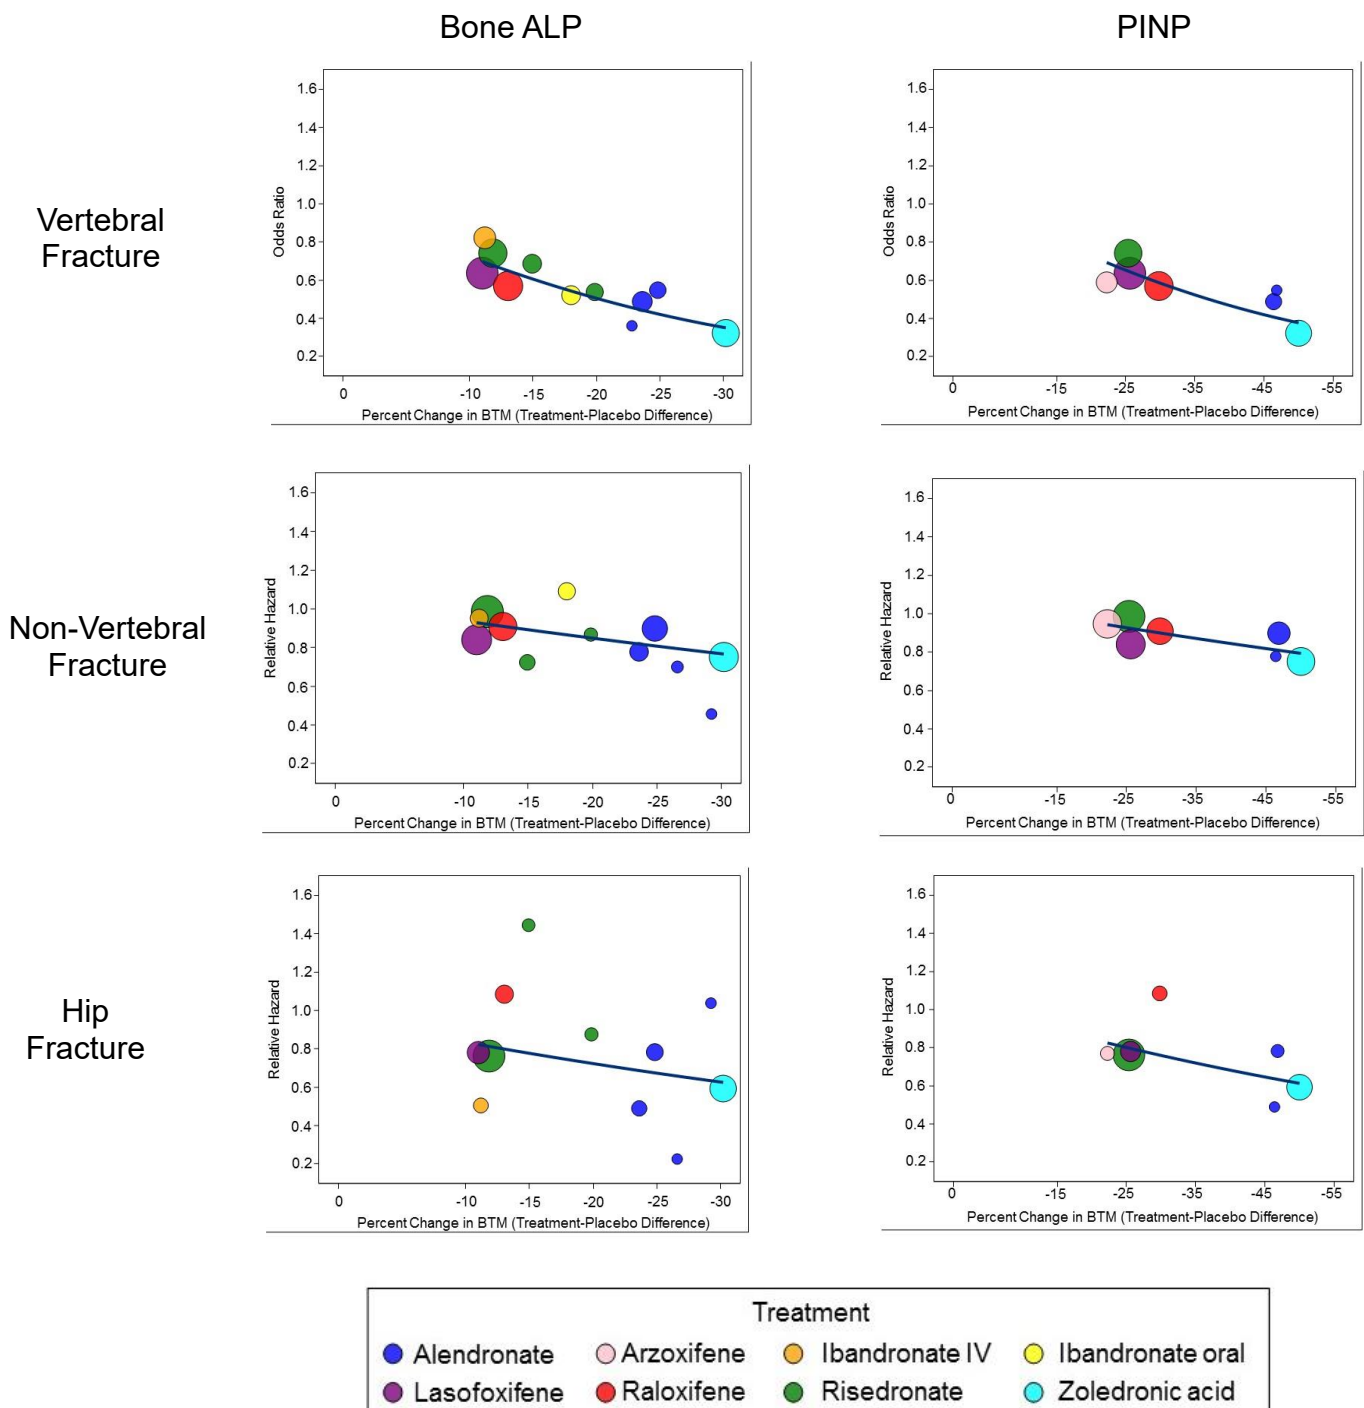 Bone ALP
PINP
Vertebral
Fracture
Odds Ratio
1.6
1.4
1.2
1.0
0.8
0.6
0.4
0.2
0 -10 -15 -20 -25 -30
Percent Change in BTM (Treatment-Placebo Difference)
Odds Ratio
1.6
1.4
1.2
1.0
0.8
0.6
0.4
0.2
0 -15 -25 -35 -45 -55
Percent Change in BTM (Treatment-Placebo Difference)
Non-Vertebral
Fracture
Relative Hazard
1.6
1.4
1.2
1.0
0.8
0.6
0.4
0.2
0 -10 -15 -20 -25 -30
Percent Change in BTM (Treatment-Placebo Difference)
Relative Hazard
1.6
1.4
1.2
1.0
0.8
0.6
0.4
0.2
0 -15 -25 -35 -45 -55
Percent Change in BTM (Treatment-Placebo Difference)
Hip
Fracture
Relative Hazard
1.6
1.4
1.2
1.0
0.8
0.6
0.4
0.2
0 -10 -15 -20 -25 -30
Percent Change in BTM (Treatment-Placebo Difference)
Relative Hazard
1.6
1.4
1.2
1.0
0.8
0.6
0.4
0.2
0 -15 -25 -35 -45 -55
Percent Change in BTM (Treatment-Placebo Difference)
Treatment
Alendronate Arzoxifene Ibandronate IV Ibandronate oral
Lasofoxifene Raloxifene Risedronate Zoledronic acid